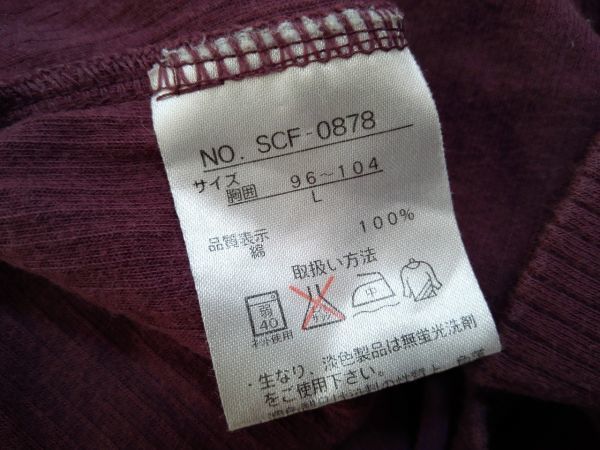 NO. SCF-0878
サイズ
胸囲 96~104
L
品質表示
綿 100%
取扱い方法
弱
40
ネット使用
中
・生なり、淡色製品は無蛍光洗剤
をご使用下さい。